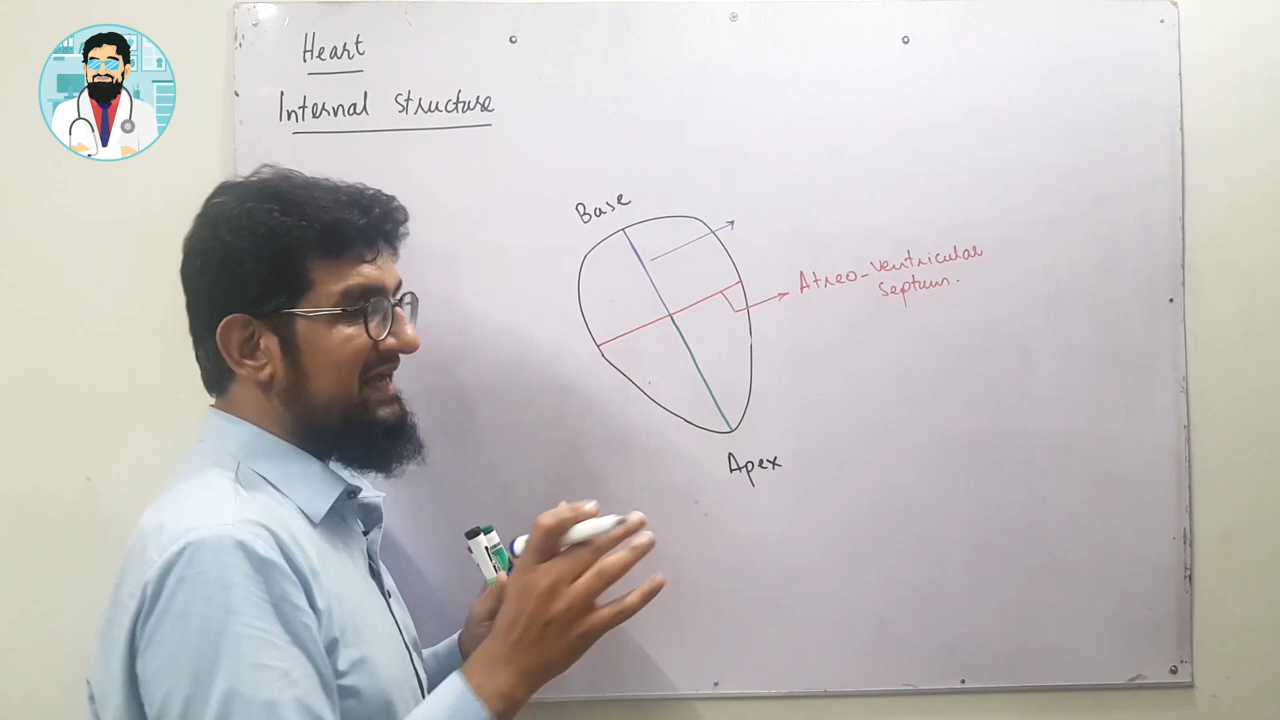 Heart
Internal structure
Base
Atreo-ventricular
septum.
Apex